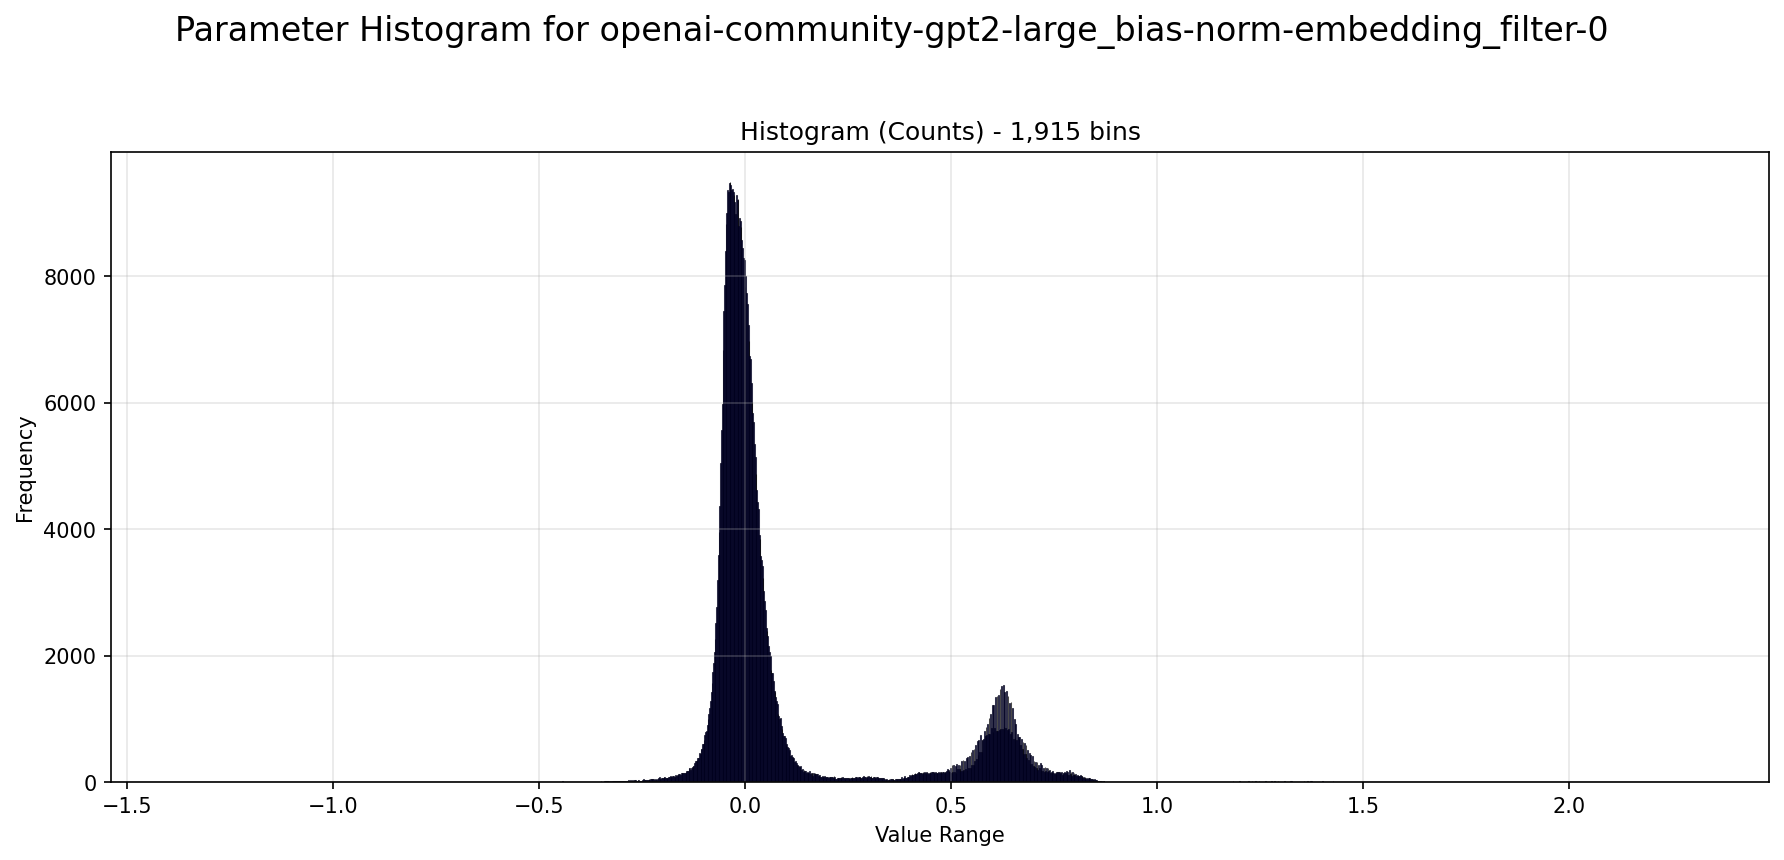 Parameter Histogram for openai-community-gpt2-large_bias-norm-embedding_filter-0
Histogram (Counts) - 1,915 bins
Frequency
8000
6000
4000
2000
0
−1.5 −1.0 −0.5 0.0 0.5 1.0 1.5 2.0
Value Range